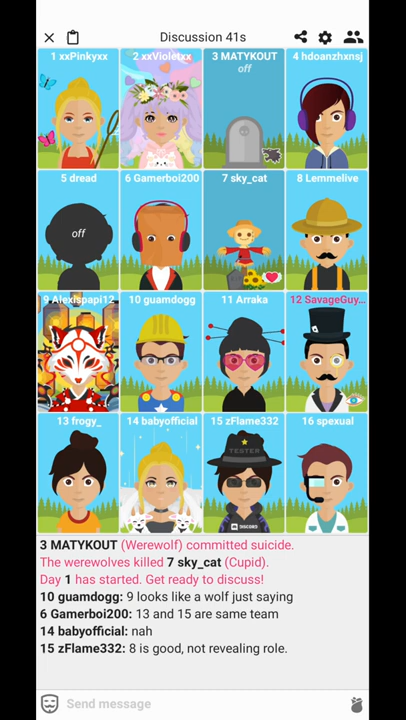 Discussion 41s
1 xxPinkyxx
2 xxVioletxx
3 MATYKOUT
4 hdoanzhxnsj
off
5 dread
6 Gamerboi200
7 sky_cat
8 Lemmelive
off
9 Alexispapi12
10 guamdogg
11 Arraka
12 SavageGuy...
13 frogy_
14 babyofficial
15 zFlame332
16 spexual
TESTER
DISCORD
3 MATYKOUT (Werewolf) committed suicide.
The werewolves killed 7 sky_cat (Cupid).
Day 1 has started. Get ready to discuss!
10 guamdogg: 9 looks like a wolf just saying
6 Gamerboi200: 13 and 15 are same team
14 babyofficial: nah
15 zFlame332: 8 is good, not revealing role.
Send message